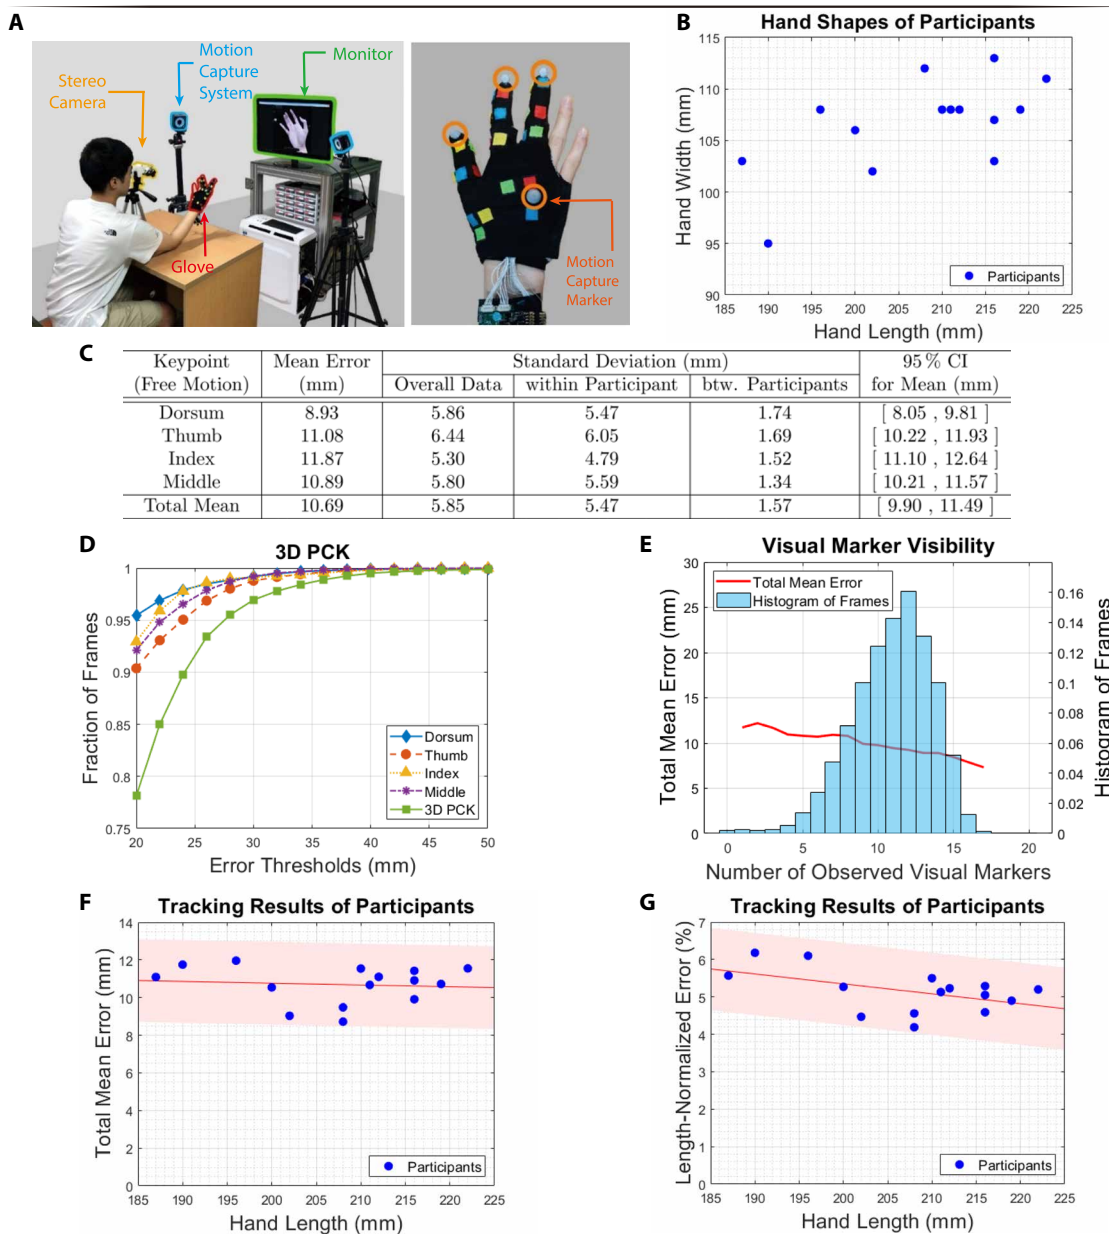 A
Stereo
Camera
Motion
Capture
System
Monitor
Glove
Motion
Capture
Marker
B
Hand Shapes of Participants
Hand Width (mm)
115
110
105
100
95
90
185 190 195 200 205 210 215 220 225
Participants
Hand Length (mm)
C
Keypoint Mean Error Standard Deviation (mm) 95 % CI
(Free Motion) (mm) Overall Data within Participant btw. Participants for Mean (mm)
Dorsum 8.93 5.86 5.47 1.74 [ 8.05 , 9.81 ]
Thumb 11.08 6.44 6.05 1.69 [ 10.22 , 11.93 ]
Index 11.87 5.30 4.79 1.52 [ 11.10 , 12.64 ]
Middle 10.89 5.80 5.59 1.34 [ 10.21 , 11.57 ]
Total Mean 10.69 5.85 5.47 1.57 [ 9.90 , 11.49 ]
D
3D PCK
Fraction of Frames
1
0.95
0.9
0.85
0.8
0.75
20 25 30 35 40 45 50
Dorsum
Thumb
Index
Middle
3D PCK
Error Thresholds (mm)
E
Visual Marker Visibility
Total Mean Error (mm)
30
25
20
15
10
5
0
Total Mean Error
Histogram of Frames
0.16
0.14
0.12
0.1
0.08
0.06
0.04
0.02
0
Histogram of Frames
0 5 10 15 20
Number of Observed Visual Markers
F
Tracking Results of Participants
Total Mean Error (mm)
14
12
10
8
6
4
2
0
185 190 195 200 205 210 215 220 225
Participants
Hand Length (mm)
G
Tracking Results of Participants
Length-Normalized Error (%)
7
6
5
4
3
2
1
0
185 190 195 200 205 210 215 220 225
Participants
Hand Length (mm)